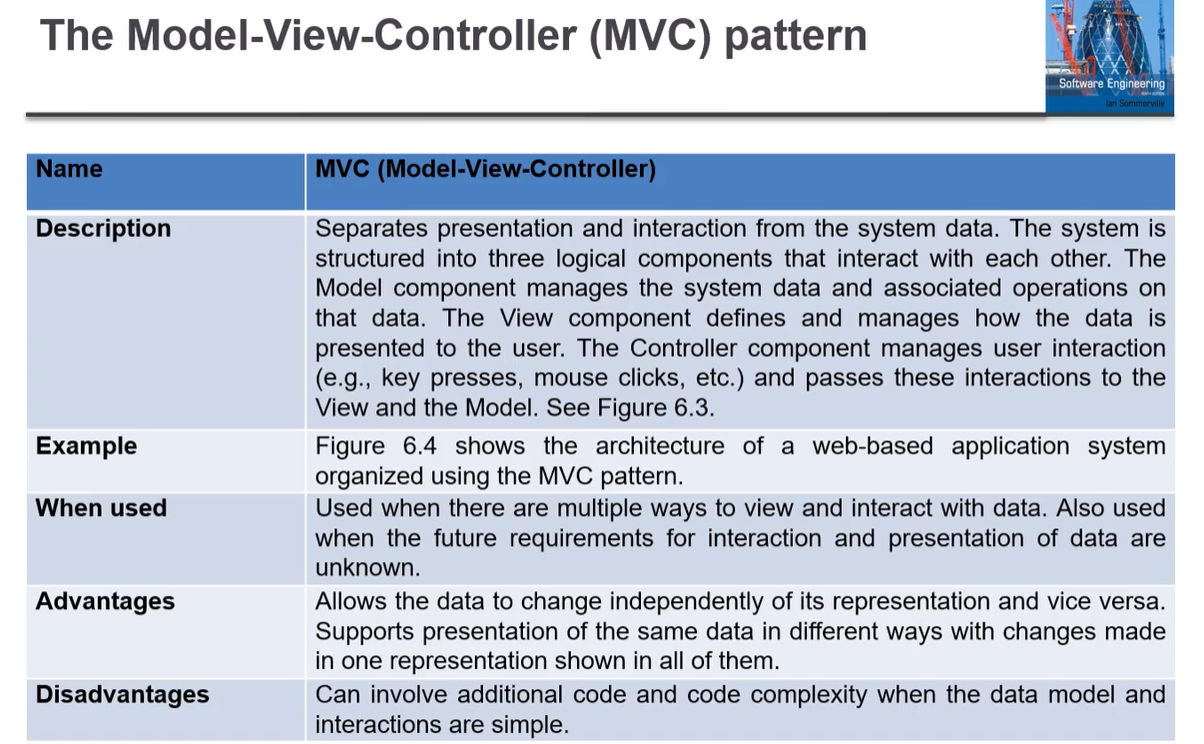 The Model-View-Controller (MVC) pattern
Software Engineering
Ian Sommerville
Name
MVC (Model-View-Controller)
Description
Separates presentation and interaction from the system data. The system is
structured into three logical components that interact with each other. The
Model component manages the system data and associated operations on
that data. The View component defines and manages how the data is
presented to the user. The Controller component manages user interaction
(e.g., key presses, mouse clicks, etc.) and passes these interactions to the
View and the Model. See Figure 6.3.
Example
Figure 6.4 shows the architecture of a web-based application system
organized using the MVC pattern.
When used
Used when there are multiple ways to view and interact with data. Also used
when the future requirements for interaction and presentation of data are
unknown.
Advantages
Allows the data to change independently of its representation and vice versa.
Supports presentation of the same data in different ways with changes made
in one representation shown in all of them.
Disadvantages
Can involve additional code and code complexity when the data model and
interactions are simple.